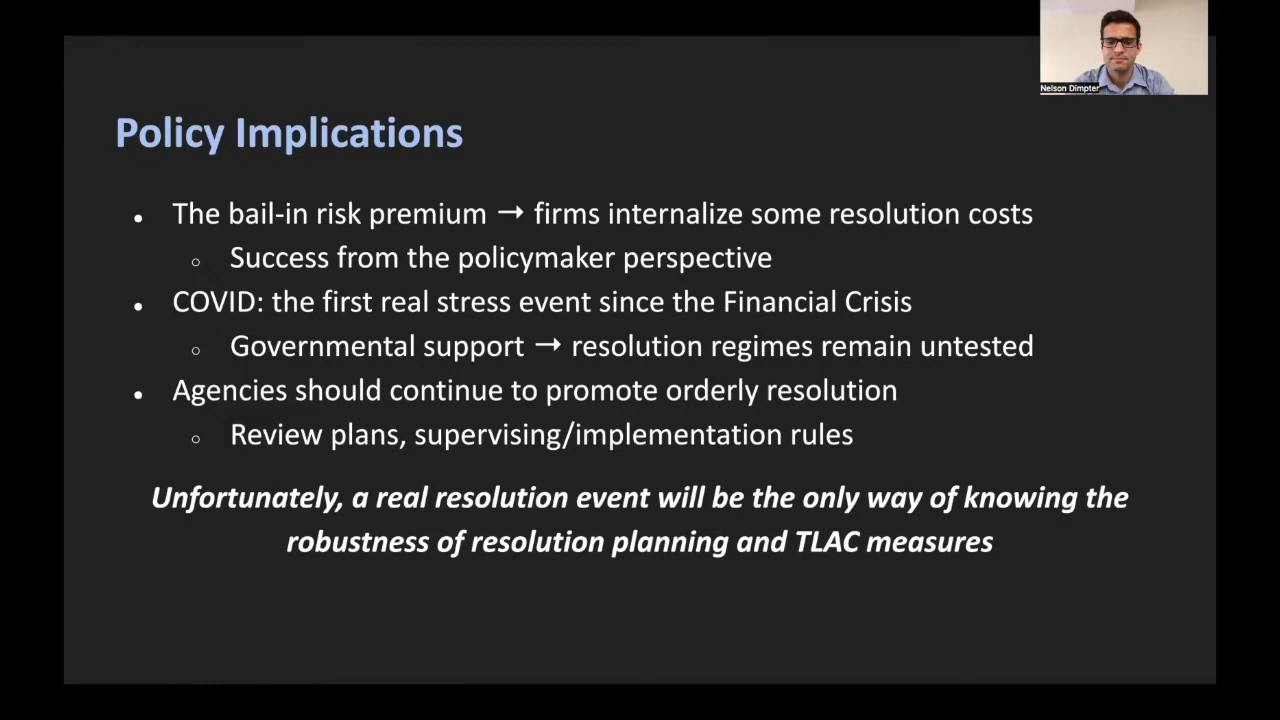 Nelson Dimpter
Policy Implications
• The bail-in risk premium → firms internalize some resolution costs
○ Success from the policymaker perspective
• COVID: the first real stress event since the Financial Crisis
○ Governmental support → resolution regimes remain untested
• Agencies should continue to promote orderly resolution
○ Review plans, supervising/implementation rules
Unfortunately, a real resolution event will be the only way of knowing the
robustness of resolution planning and TLAC measures